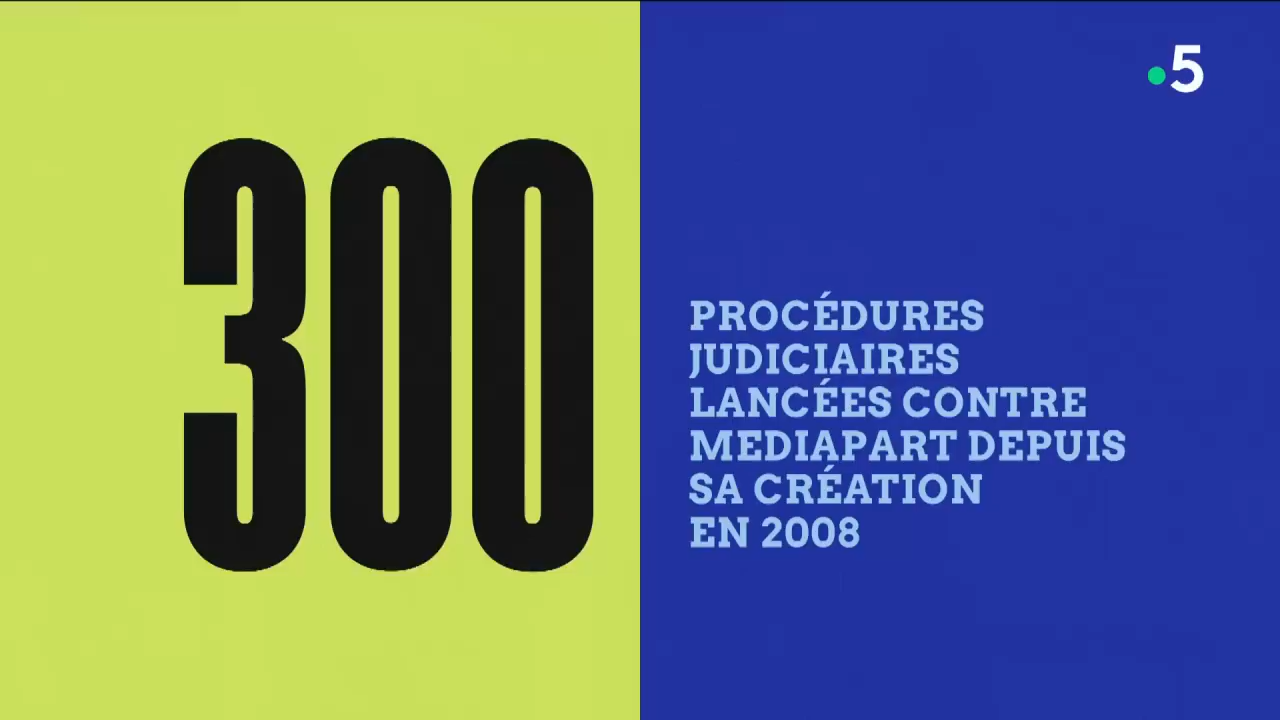 300
PROCÉDURES
JUDICIAIRES
LANCÉES CONTRE
MEDIAPART DEPUIS
SA CRÉATION
EN 2008
5